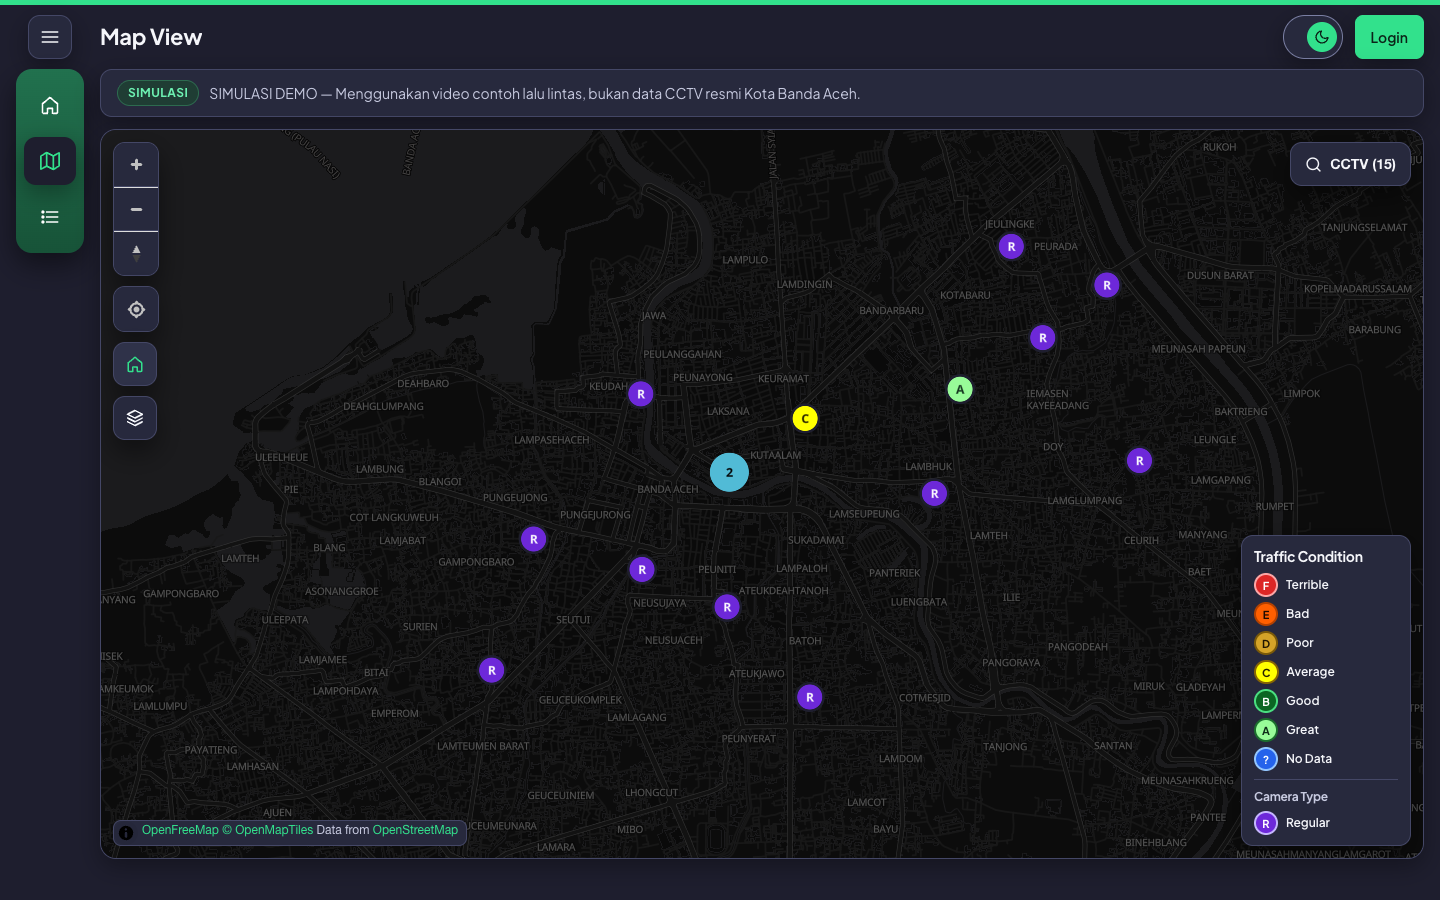 Map View
Login
SIMULASI
SIMULASI DEMO — Menggunakan video contoh lalu lintas, bukan data CCTV resmi Kota Banda Aceh.
CCTV (15)
RUKOH
JEULINGKE
TANJUNGSELAMAT
R
PEURADA
LAMPULO
DUSUN BARAT
LAMDINGIN
R
KOPELMADARUSSALAM
KOTABARU
BANDARBARU
JAWA
BARABUNG
R
MEUNASAH PAPEUN
PEULANGGAHAN
PEUNAYONG
KEURAMAT
DEAHBARO
KEUDAH
R
A
IEMASEN
KAYEEADANG
LIMPOK
DEAHGLUMPANG
LAKSANA
C
BAKTRIENG
LAMPASEHACEH
LEUNGLE
DOY
ULEELHEUE
KUTAALAM
R
LAMBUNG
2
LAMBHUK
BLANGOI
LAMGAPANG
PIE
BANDA ACEH
R
PUNGEUJONG
LAMGLUMPANG
RUMPET
COT LANGKUWEUH
PUNGEJURONG
LAMSEUPEUNG
LAMTEH
MANYANG
LAMJABAT
R
SUKADAMAI
CEURIH
BLANG
LAMTEH
GAMPONGBARO
R
PEUNITI
LAMPALOH
PANTERIEK
BAET
GAMPONGBARO
ASONANGGROE
ATEUKDEAHTANOH
NEUSUJAYA
R
LUENGBATA
ILIE
ULEEPATA
SURIEN
SEUTUI
NEUSUACEH
BATOH
PANGODEAH
LAMJAMEE
BITAI
R
ATEUKJAWO
PANGORAYA
LAMPOHDAYA
R
COTMESJID
MIRUK
GLADEYAH
LAMLUMPU
GEUCEUKOMPLEK
EMPEROM
LAMLAGANG
PAYATIENG
LAMTEUMEN BARAT
PEUNYERAT
TANJONG
SANTAN
LAMHASAN
LAMDOM
MEUNASAHKRUENG
GEUCEUINIEM
LHONGCUT
LAMCOT
AJUEN
PANTEE
MIBO
BAYU
LAMARA
BINEHBLANG
MEUNASAHMANYANGLAMGAROT
Traffic Condition
F Terrible
E Bad
D Poor
C Average
B Good
A Great
? No Data
Camera Type
R Regular
OpenFreeMap © OpenMapTiles Data from OpenStreetMap